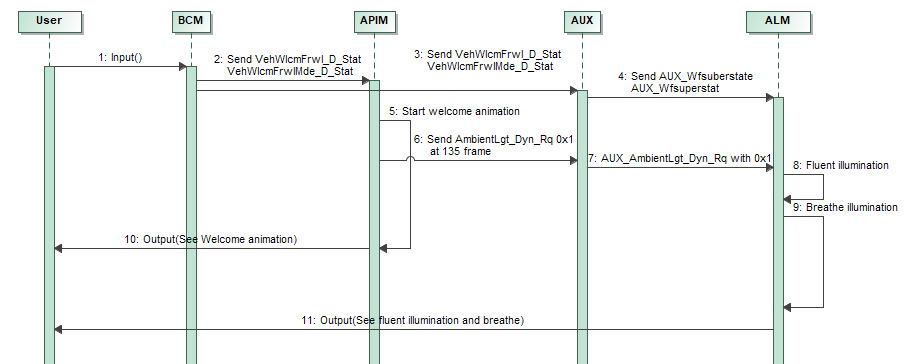 User
BCM
APIM
AUX
ALM
1: Input()
2: Send VehWlcmFrwl_D_Stat
VehWlcmFrwlMde_D_Stat
3: Send VehWlcmFrwl_D_Stat
VehWlcmFrwlMde_D_Stat
4: Send AUX_Wfsuberstate
AUX_Wfsuperstat
5: Start welcome animation
6: Send AmbientLgt_Dyn_Rq 0x1
at 135 frame
7: AUX_AmbientLgt_Dyn_Rq with 0x1
8: Fluent illumination
9: Breathe illumination
10: Output(See Welcome animation)
11: Output(See fluent illumination and breathe)